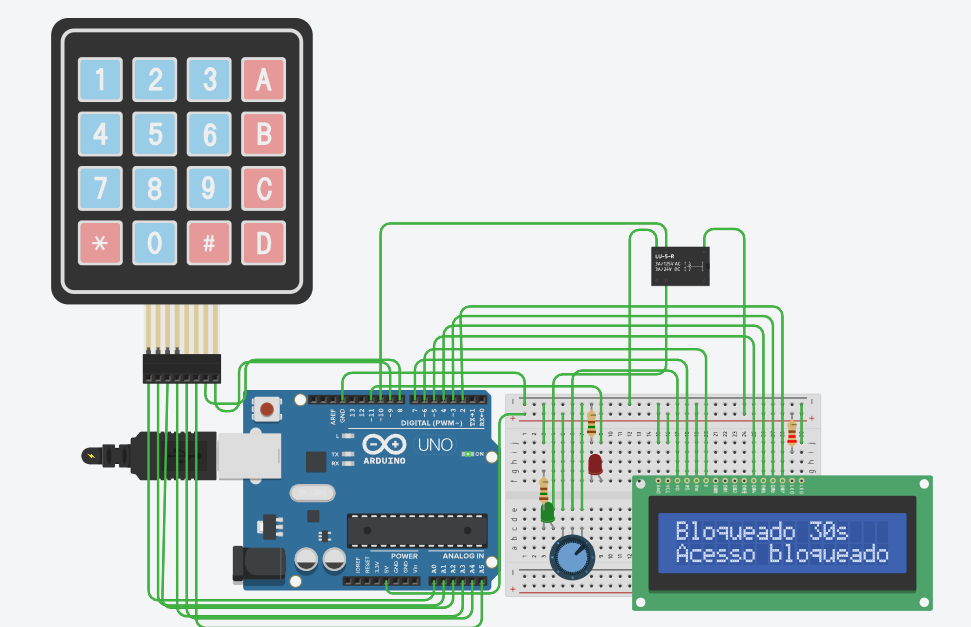 1 2 3 A
4 5 6 B
7 8 9 C
* 0 # D
LU-5-R
3A/125V AC
3A/24V DC
AREF
GND
13
12
~11
~10
~9
8
7
~6
~5
4
~3
2
TX→1
RX←0
DIGITAL (PWM~)
L
TX
RX
ARDUINO
UNO
ON
POWER
ANALOG IN
IOREF
RESET
3.3V
5V
GND
GND
Vin
A0
A1
A2
A3
A4
A5
Bloqueado 30s
Acesso bloqueado